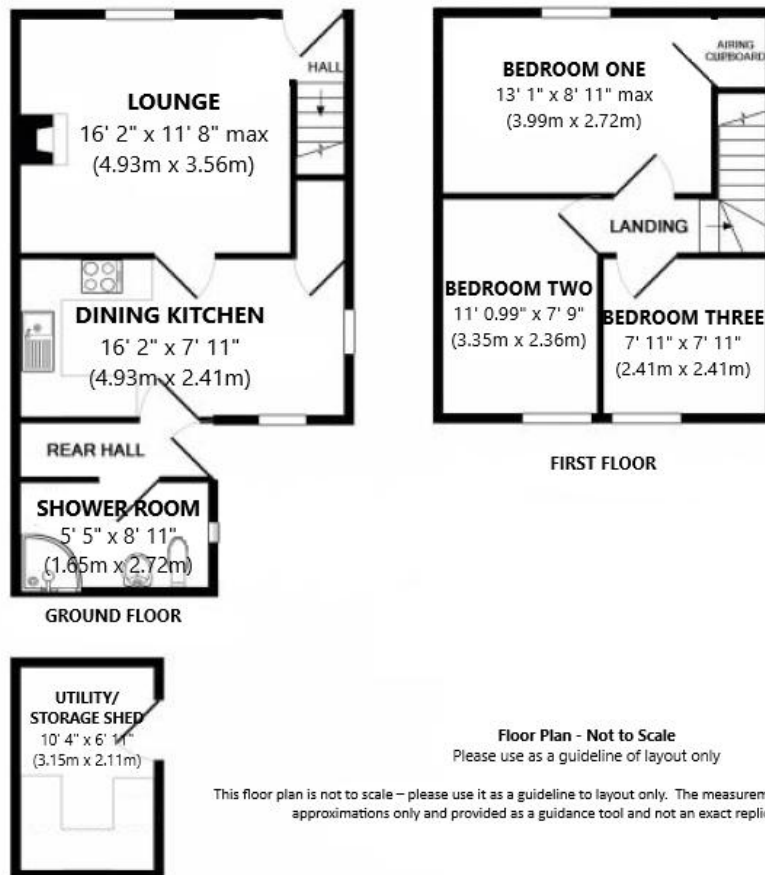 LOUNGE
16' 2" x 11' 8" max
(4.93m x 3.56m)
HALL
DINING KITCHEN
16' 2" x 7' 11"
(4.93m x 2.41m)
REAR HALL
SHOWER ROOM
5' 5" x 8' 11"
(1.65m x 2.72m)
GROUND FLOOR
BEDROOM ONE
13' 1" x 8' 11" max
(3.99m x 2.72m)
AIRING
CUPBOARD
LANDING
BEDROOM TWO
11' 0.99" x 7' 9"
(3.35m x 2.36m)
BEDROOM THREE
7' 11" x 7' 11"
(2.41m x 2.41m)
FIRST FLOOR
UTILITY/
STORAGE SHED
10' 4" x 6' 11"
(3.15m x 2.11m)
Floor Plan - Not to Scale
Please use as a guideline of layout only
This floor plan is not to scale – please use it as a guideline to layout only. The
approximations only and provided as a guidance tool and not an exact